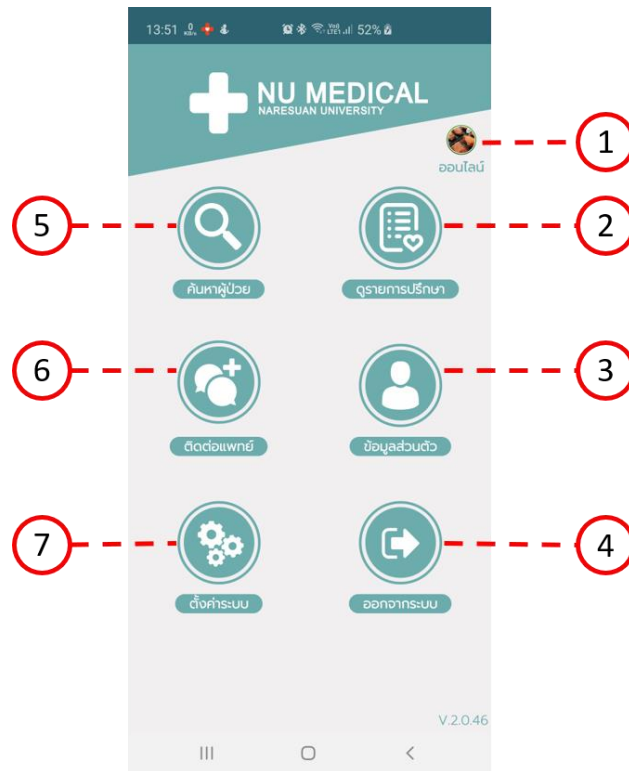 13:51 0 KB/s Vo) LTE1 52%
NU MEDICAL
NARESUAN UNIVERSITY
1
ออนไลน์
5
2
ค้นหาผู้ป่วย
ดูรายการปรึกษา
6
3
ติดต่อแพทย์
ข้อมูลส่วนตัว
7
4
ตั้งค่าระบบ
ออกจากระบบ
V.2.0.46